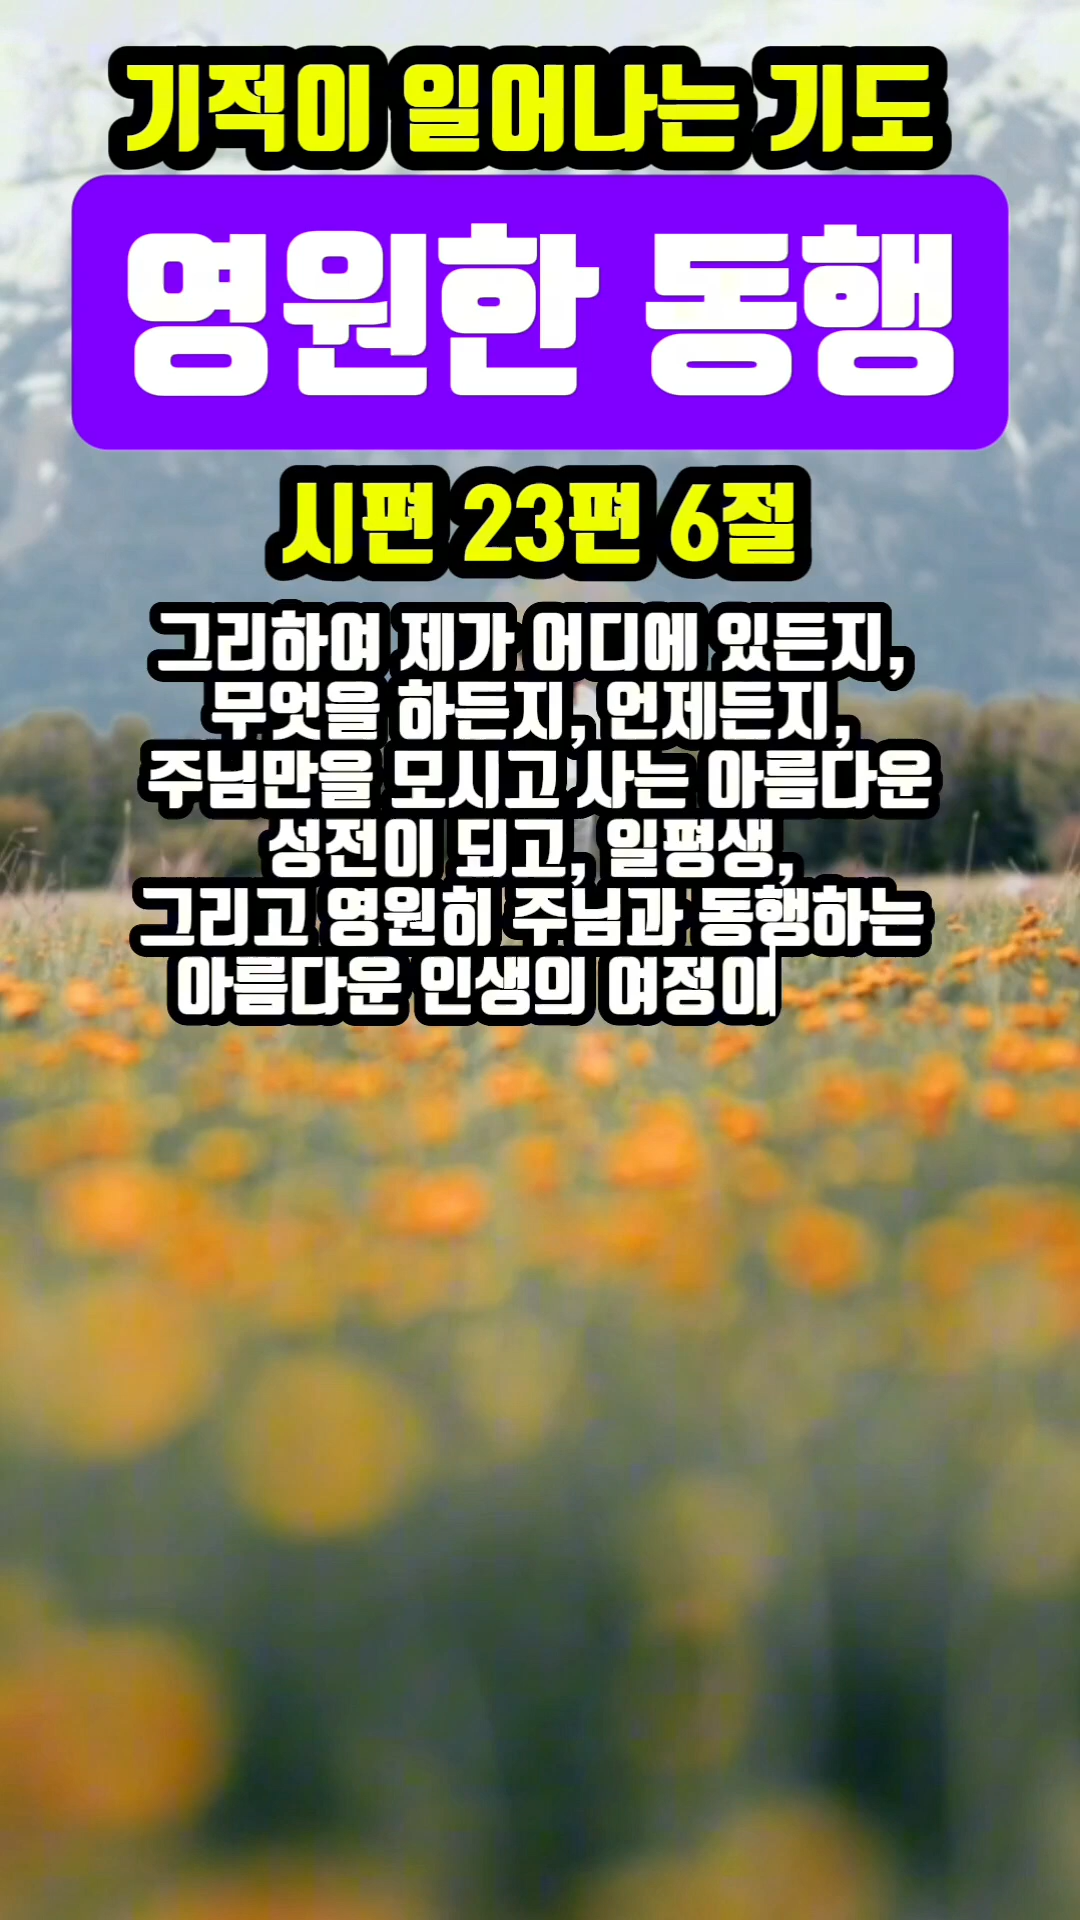 기적이 일어나는 기도
영원한 동행
시편 23편 6절
그리하여 제가 어디에 있든지,
무엇을 하든지, 언제든지,
주님만을 모시고 사는 아름다운
성전이 되고, 일평생,
그리고 영원히 주님과 동행하는
아름다운 인생의 여정이